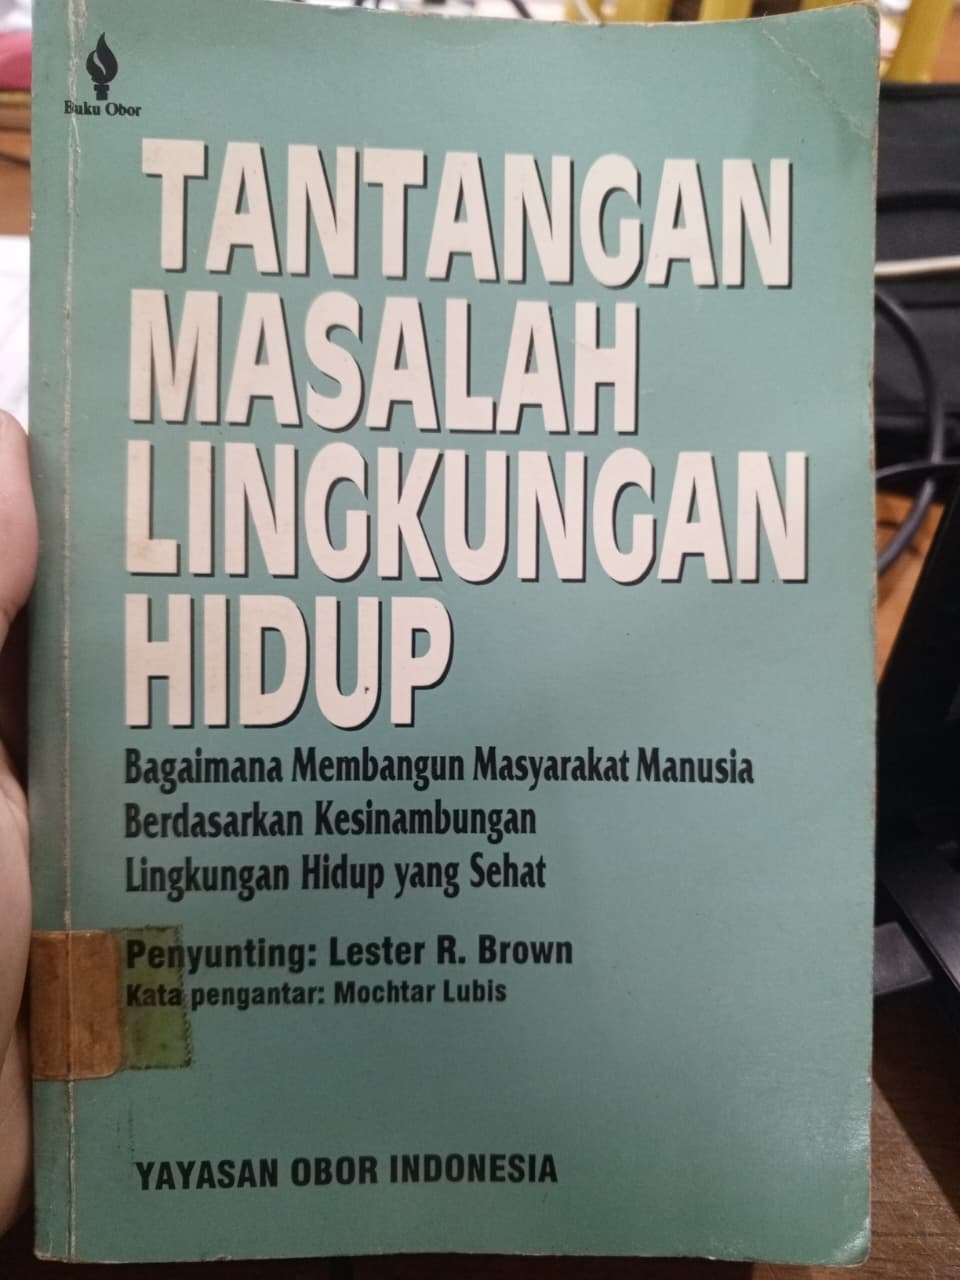 Buku Obor
TANTANGAN
MASALAH
LINGKUNGAN
HIDUP
Bagaimana Membangun Masyarakat Manusia
Berdasarkan Kesinambungan
Lingkungan Hidup yang Sehat
Penyunting: Lester R. Brown
Kata pengantar: Mochtar Lubis
YAYASAN OBOR INDONESIA